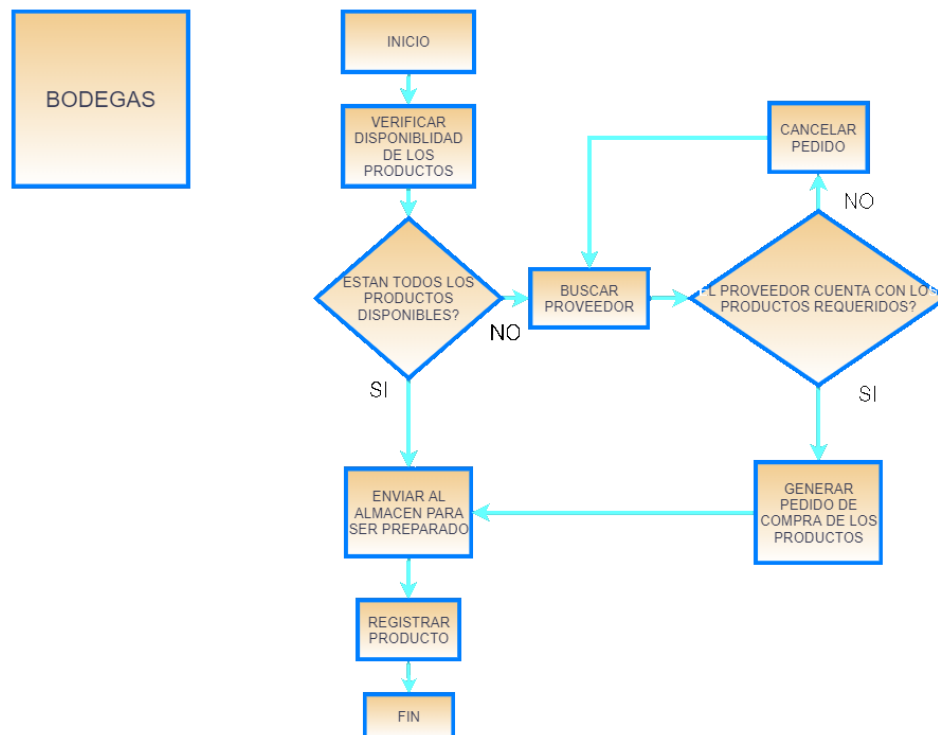 BODEGAS
INICIO
VERIFICAR
DISPONIBLIDAD
DE LOS
PRODUCTOS
ESTAN TODOS LOS
PRODUCTOS
DISPONIBLES?
NO
SI
BUSCAR
PROVEEDOR
CANCELAR
PEDIDO
NO
EL PROVEEDOR CUENTA CON LOS
PRODUCTOS REQUERIDOS?
SI
GENERAR
PEDIDO DE
COMPRA DE LOS
PRODUCTOS
ENVIAR AL
ALMACEN PARA
SER PREPARADO
REGISTRAR
PRODUCTO
FIN